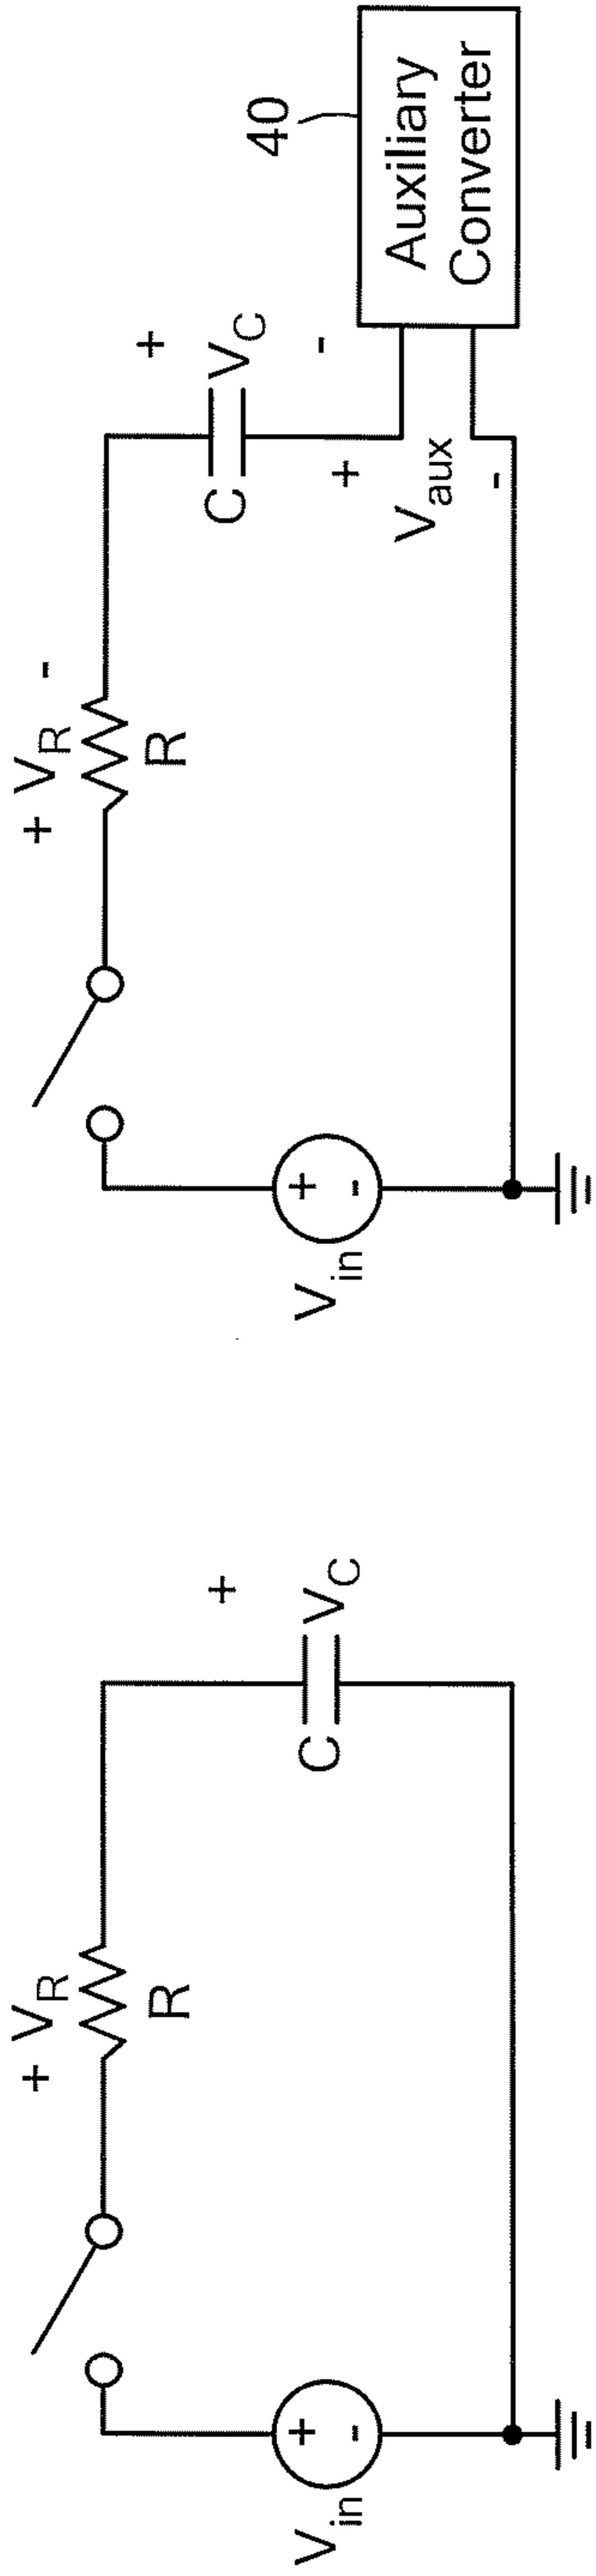 + V_R
R
+
C V_C
V_in + -
+ V_R -
R
+
C V_C
-
+
V_aux
-
V_in + -
40
Auxiliary
Converter